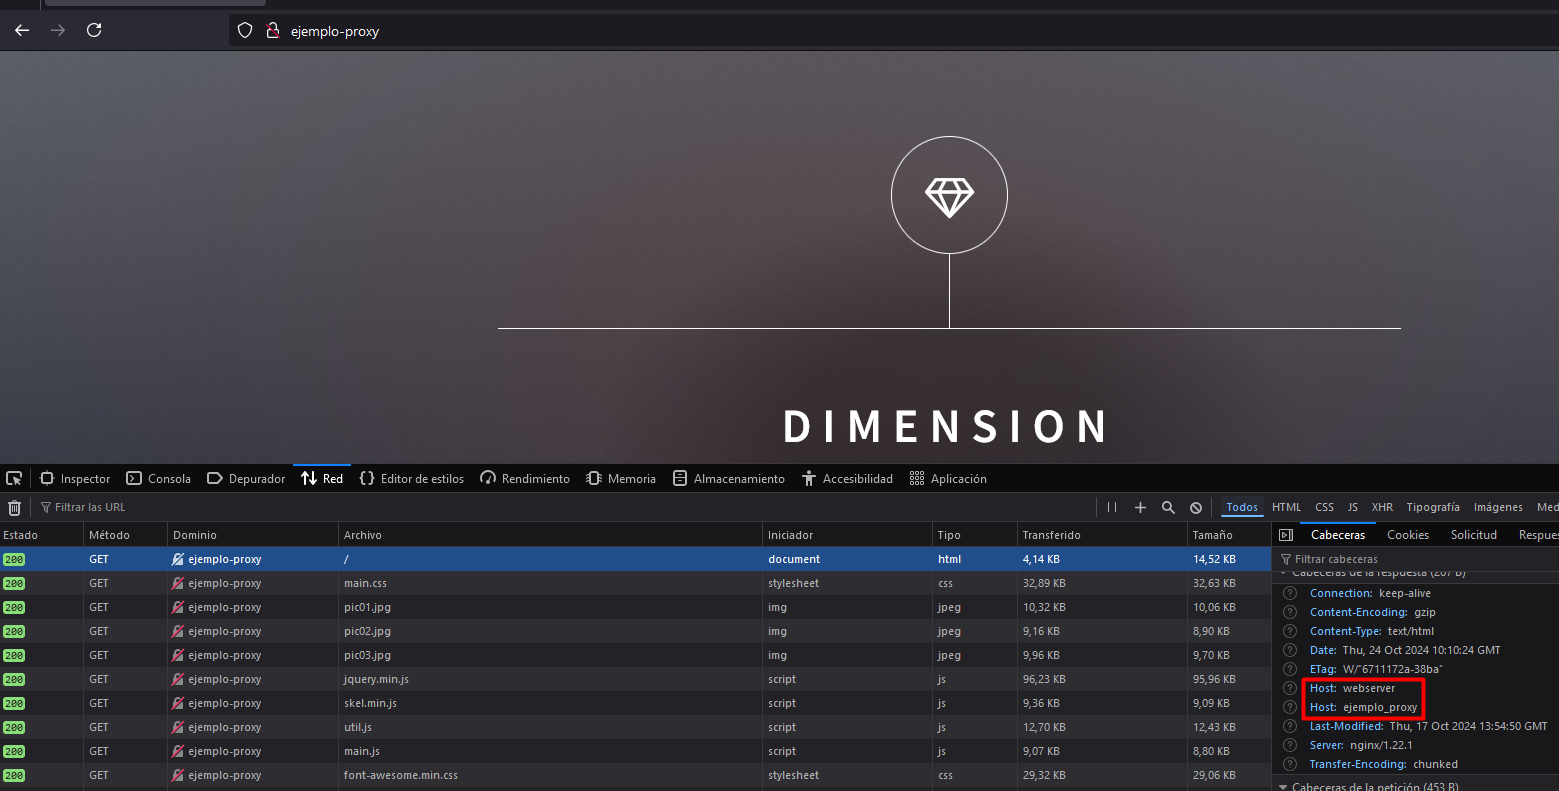 ejemplo-proxy
DIMENSION
Inspector Consola Depurador Red Editor de estilos Rendimiento Memoria Almacenamiento Accesibilidad Aplicación
Filtrar las URL Todos HTML CSS JS XHR Tipografía Imágenes Med
Estado Método Dominio Archivo Iniciador Tipo Transferido Tamaño Cabeceras Cookies Solicitud Respues
200 GET ejemplo-proxy / document html 4,14 KB 14,52 KB
200 GET ejemplo-proxy main.css stylesheet css 32,89 KB 32,63 KB
200 GET ejemplo-proxy pic01.jpg img jpeg 10,32 KB 10,06 KB
200 GET ejemplo-proxy pic02.jpg img jpeg 9,16 KB 8,90 KB
200 GET ejemplo-proxy pic03.jpg img jpeg 9,96 KB 9,70 KB
200 GET ejemplo-proxy jquery.min.js script js 96,23 KB 95,96 KB
200 GET ejemplo-proxy skel.min.js script js 9,36 KB 9,09 KB
200 GET ejemplo-proxy util.js script js 12,70 KB 12,43 KB
200 GET ejemplo-proxy main.js script js 9,07 KB 8,80 KB
200 GET ejemplo-proxy font-awesome.min.css stylesheet css 29,32 KB 29,06 KB
Filtrar cabeceras
Cabeceras de la respuesta (267 B)
Connection: keep-alive
Content-Encoding: gzip
Content-Type: text/html
Date: Thu, 24 Oct 2024 10:10:24 GMT
ETag: W/"6711172a-38ba"
Host: webserver
Host: ejemplo_proxy
Last-Modified: Thu, 17 Oct 2024 13:54:50 GMT
Server: nginx/1.22.1
Transfer-Encoding: chunked
Cabeceras de la petición (453 B)